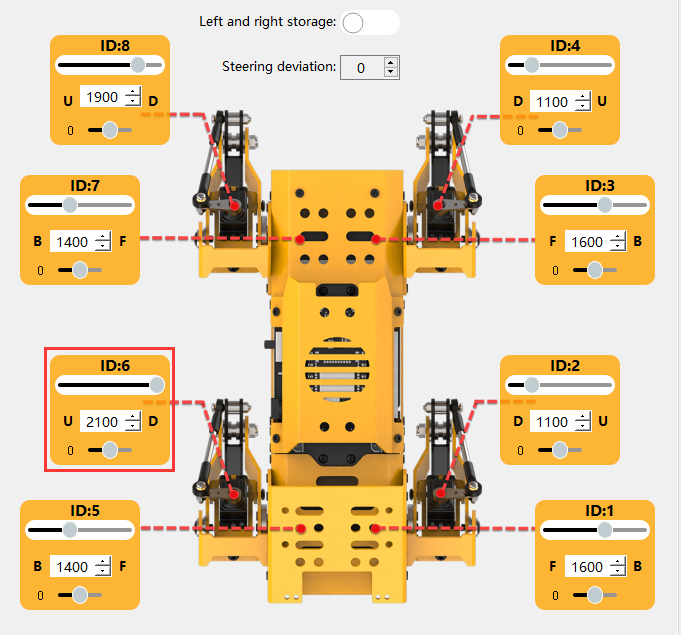 Left and right storage:
Steering deviation: 0
ID:8
U 1900 D
0
ID:4
D 1100 U
0
ID:7
B 1400 F
0
ID:3
F 1600 B
0
ID:6
U 2100 D
0
ID:2
D 1100 U
0
ID:5
B 1400 F
0
ID:1
F 1600 B
0